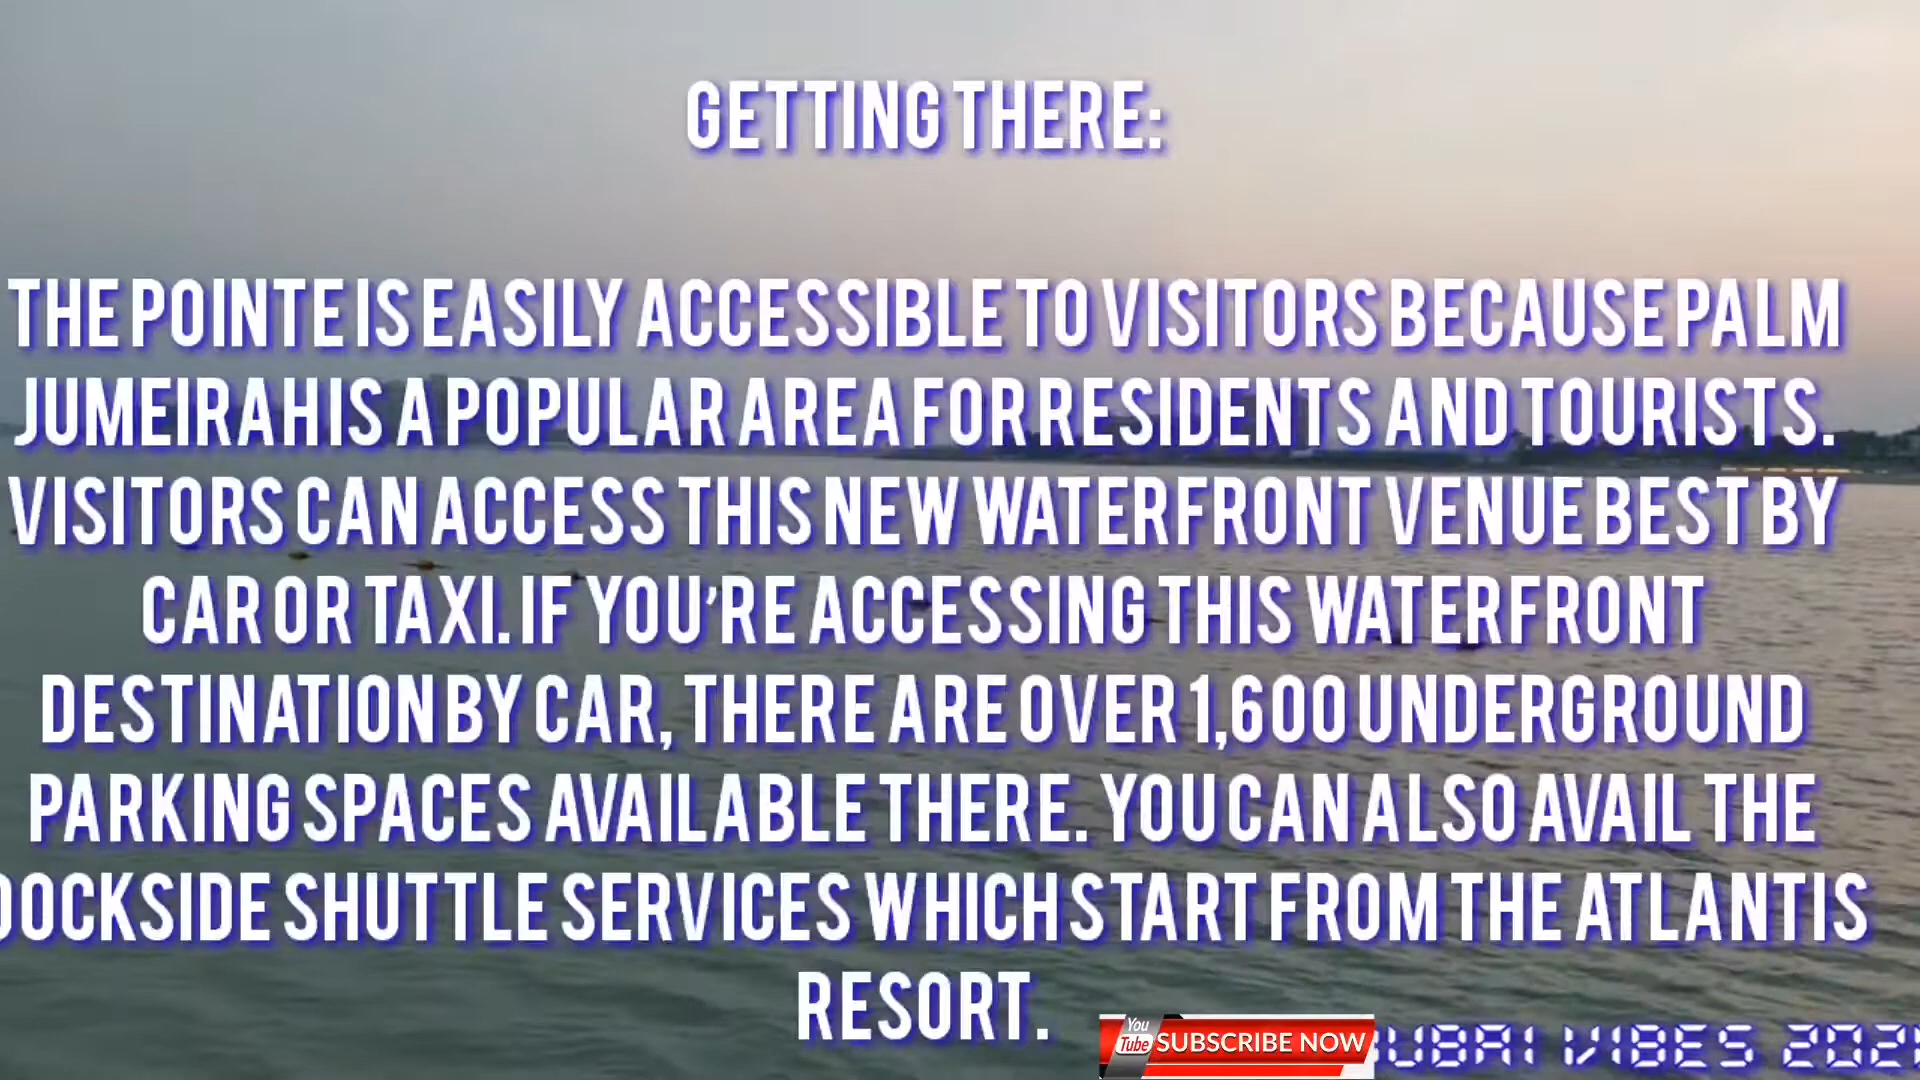 GETTING THERE:
THE POINTE IS EASILY ACCESSIBLE TO VISITORS BECAUSE PALM
JUMEIRAH IS A POPULAR AREA FOR RESIDENTS AND TOURISTS.
VISITORS CAN ACCESS THIS NEW WATERFRONT VENUE BEST BY
CAR OR TAXI. IF YOU'RE ACCESSING THIS WATERFRONT
DESTINATION BY CAR, THERE ARE OVER 1,600 UNDERGROUND
PARKING SPACES AVAILABLE THERE. YOU CAN ALSO AVAIL THE
DOCKSIDE SHUTTLE SERVICES WHICH START FROM THE ATLANTIS
RESORT.
You Tube SUBSCRIBE NOW
VIBES